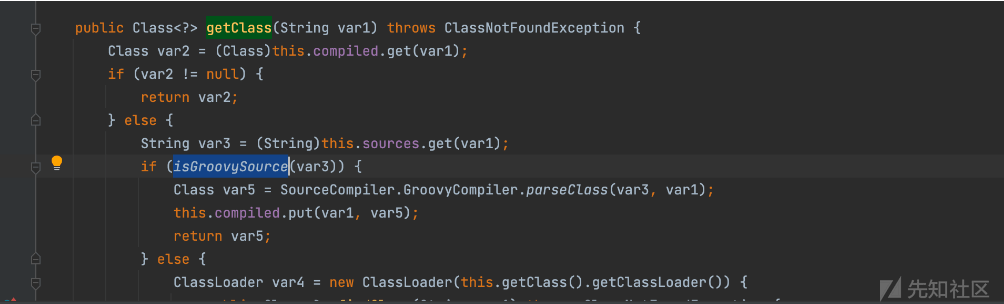 public Class<?> getClass(String var1) throws ClassNotFoundException {
Class var2 = (Class)this.compiled.get(var1);
if (var2 != null) {
return var2;
} else {
String var3 = (String)this.sources.get(var1);
if (isGroovySource(var3)) {
Class var5 = SourceCompiler.GroovyCompiler.parseClass(var3, var1);
this.compiled.put(var1, var5);
return var5;
} else {
ClassLoader var4 = new ClassLoader(this.getClass().getClassLoader()) {
先知社区